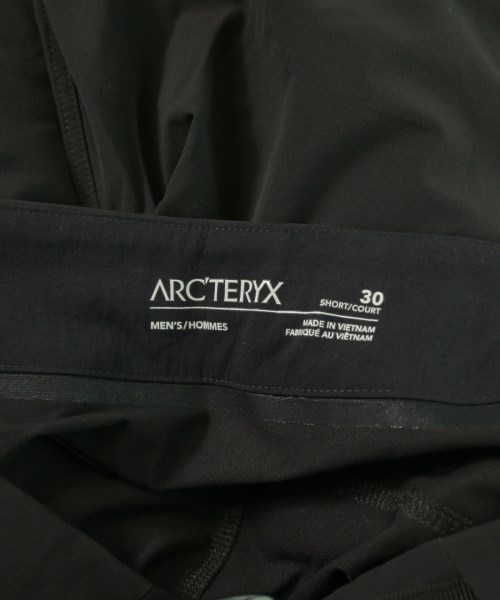 ARC'TERYX
30
SHORT/COURT
MEN'S/HOMMES
MADE IN VIETNAM
FABRIQUÉ AU VIÊTNAM